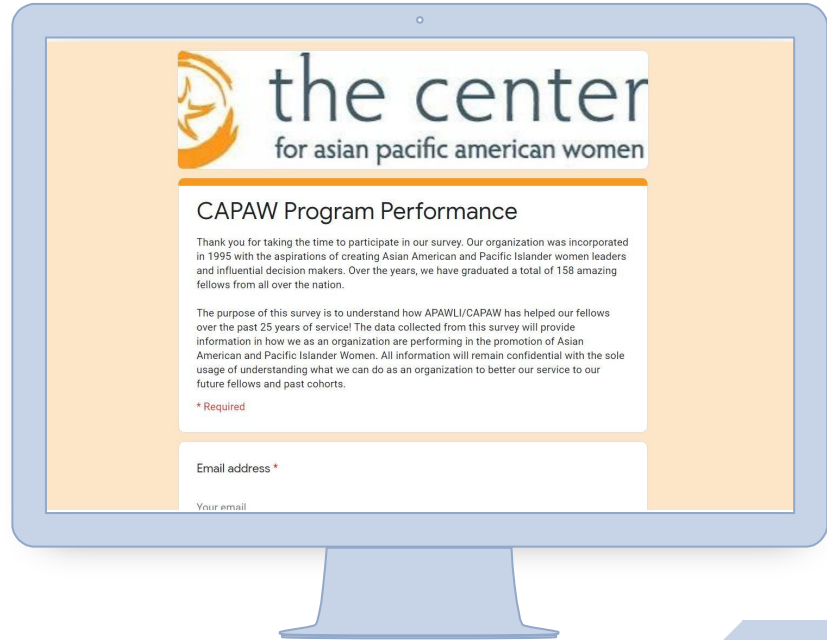 the center
for asian pacific american women
CAPAW Program Performance
Thank you for taking the time to participate in our survey. Our organization was incorporated
in 1995 with the aspirations of creating Asian American and Pacific Islander women leaders
and influential decision makers. Over the years, we have graduated a total of 158 amazing
fellows from all over the nation.
The purpose of this survey is to understand how APAWLI/CAPAW has helped our fellows
over the past 25 years of service! The data collected from this survey will provide
information in how we as an organization are performing in the promotion of Asian
American and Pacific Islander Women. All information will remain confidential with the sole
usage of understanding what we can do as an organization to better our service to our
future fellows and past cohorts.
* Required
Email address *
Your email